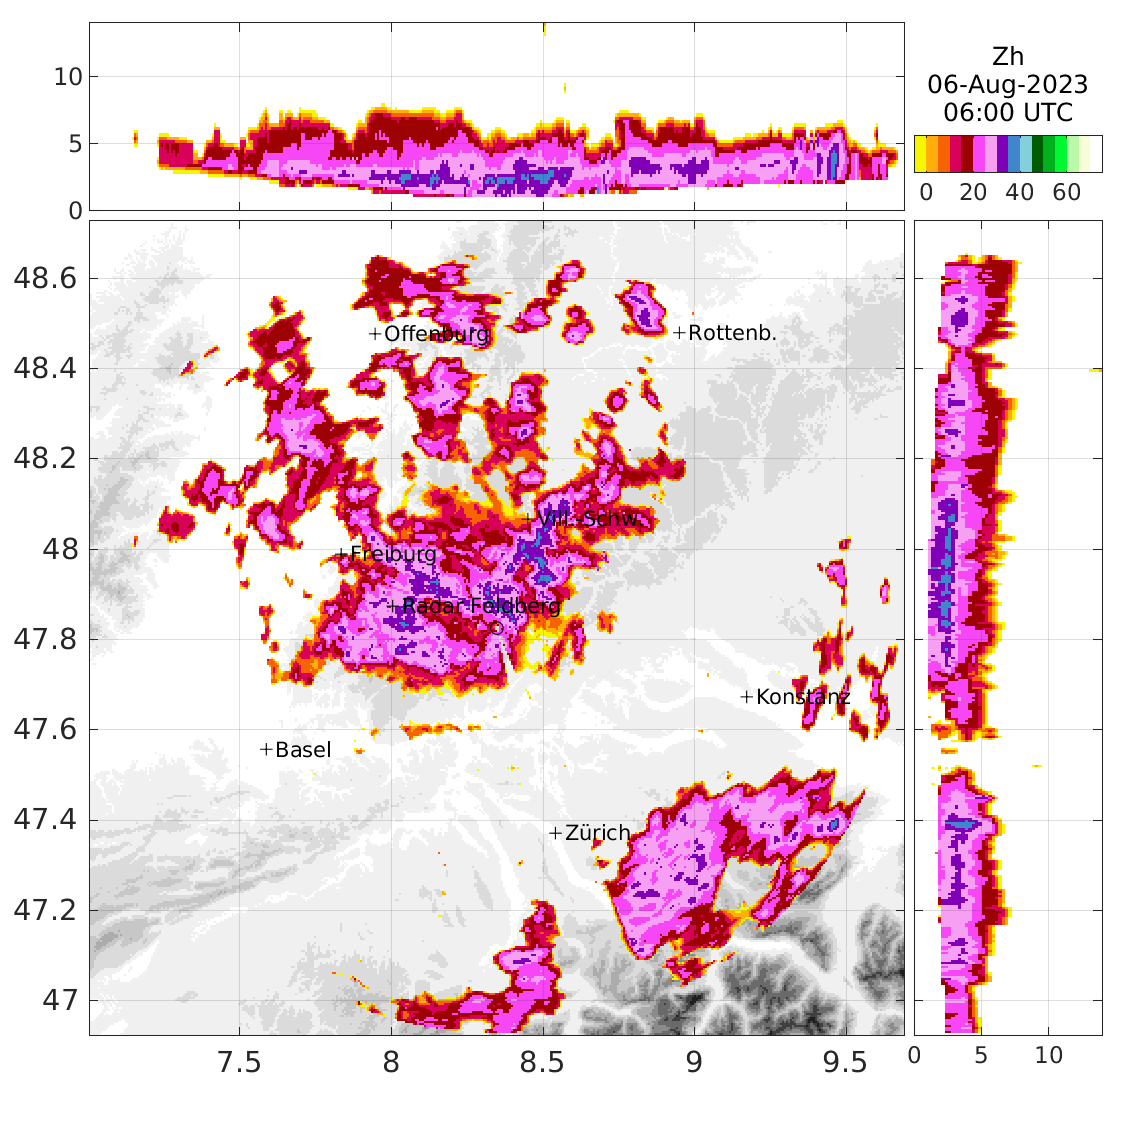 10
5
0
Zh
06-Aug-2023
06:00 UTC
0 20 40 60
48.6
48.4
48.2
48
47.8
47.6
47.4
47.2
47
+Offenburg
+Rottenb.
+Vill.-Schw.
+Freiburg
+Radar Feldberg
+Konstanz
+Basel
+Zürich
7.5 8 8.5 9 9.5
0 5 10